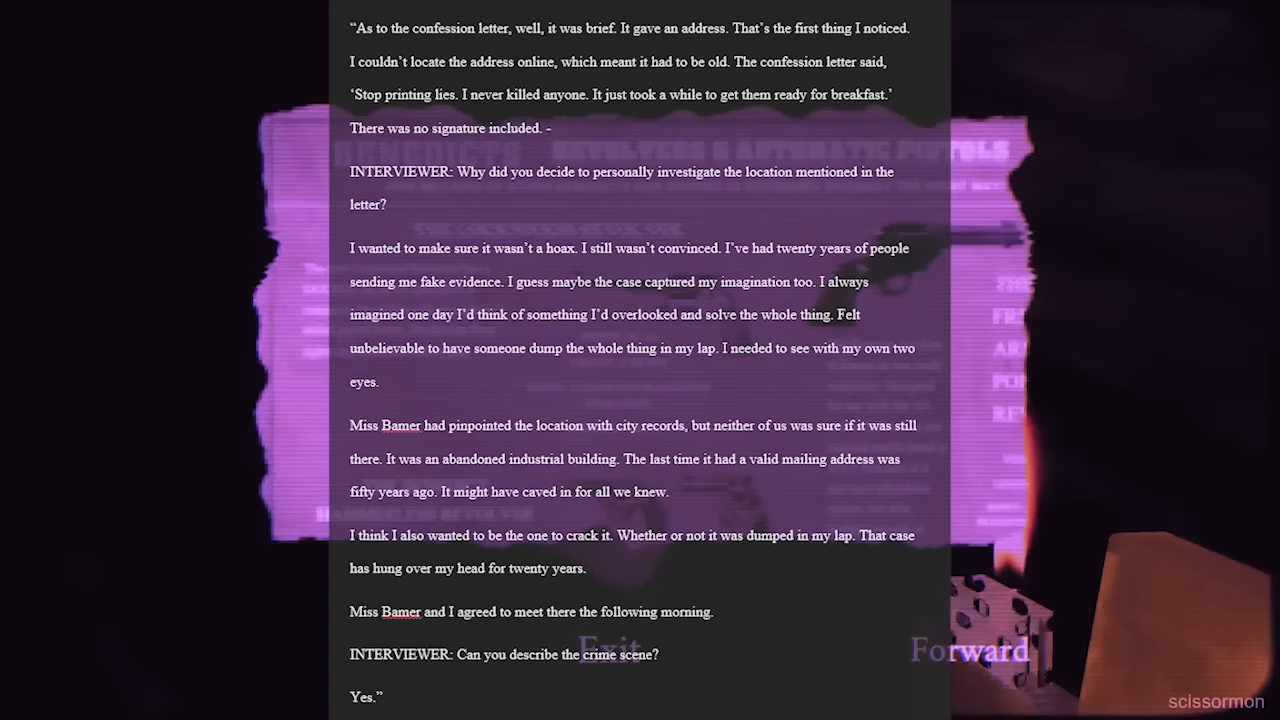 “As to the confession letter, well, it was brief. It gave an address. That’s the first thing I noticed.
I couldn’t locate the address online, which meant it had to be old. The confession letter said,
‘Stop printing lies. I never killed anyone. It just took a while to get them ready for breakfast.’
There was no signature included. -
INTERVIEWER: Why did you decide to personally investigate the location mentioned in the
letter?
I wanted to make sure it wasn’t a hoax. I still wasn’t convinced. I’ve had twenty years of people
sending me fake evidence. I guess maybe the case captured my imagination too. I always
imagined one day I’d think of something I’d overlooked and solve the whole thing. Felt
unbelievable to have someone dump the whole thing in my lap. I needed to see with my own two
eyes.
Miss Bamer had pinpointed the location with city records, but neither of us was sure if it was still
there. It was an abandoned industrial building. The last time it had a valid mailing address was
fifty years ago. It might have caved in for all we knew.
I think I also wanted to be the one to crack it. Whether or not it was dumped in my lap. That case
has hung over my head for twenty years.
Miss Bamer and I agreed to meet there the following morning.
INTERVIEWER: Can you describe the crime scene?
Yes.”
Exit
Forward
scissormon